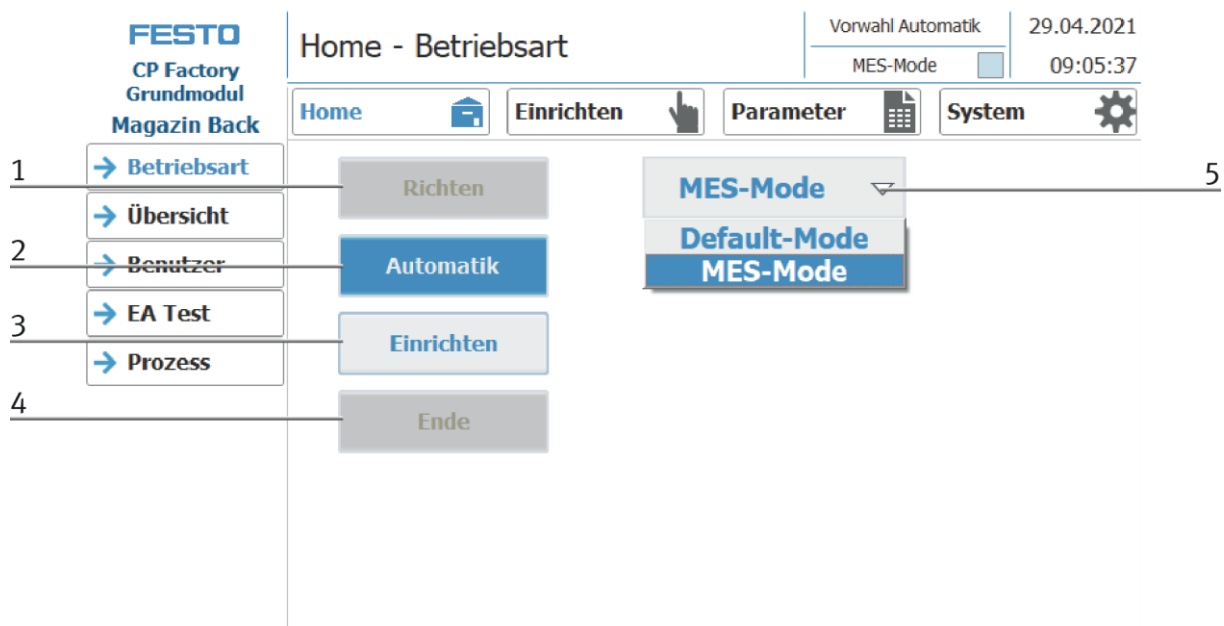 FESTO
CP Factory
Grundmodul
Magazin Back
Home - Betriebsart
Vorwahl Automatik
MES-Mode
29.04.2021
09:05:37
Home
Einrichten
Parameter
System
1
2
3
4
Betriebsart
Übersicht
Benutzer
EA Test
Prozess
Richten
Automatik
Einrichten
Ende
MES-Mode
Default-Mode
MES-Mode
5